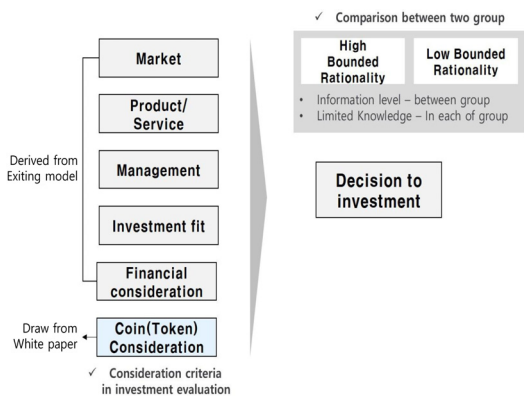 ✓ Comparison between two group
High
Bounded
Rationality
Low Bounded
Rationality
• Information level – between group
• Limited Knowledge – In each of group
Market
Product/
Service
Derived from
Exiting model
Management
Investment fit
Financial
consideration
Decision to
investment
Draw from
White paper
Coin(Token)
Consideration
✓ Consideration criteria
in investment evaluation